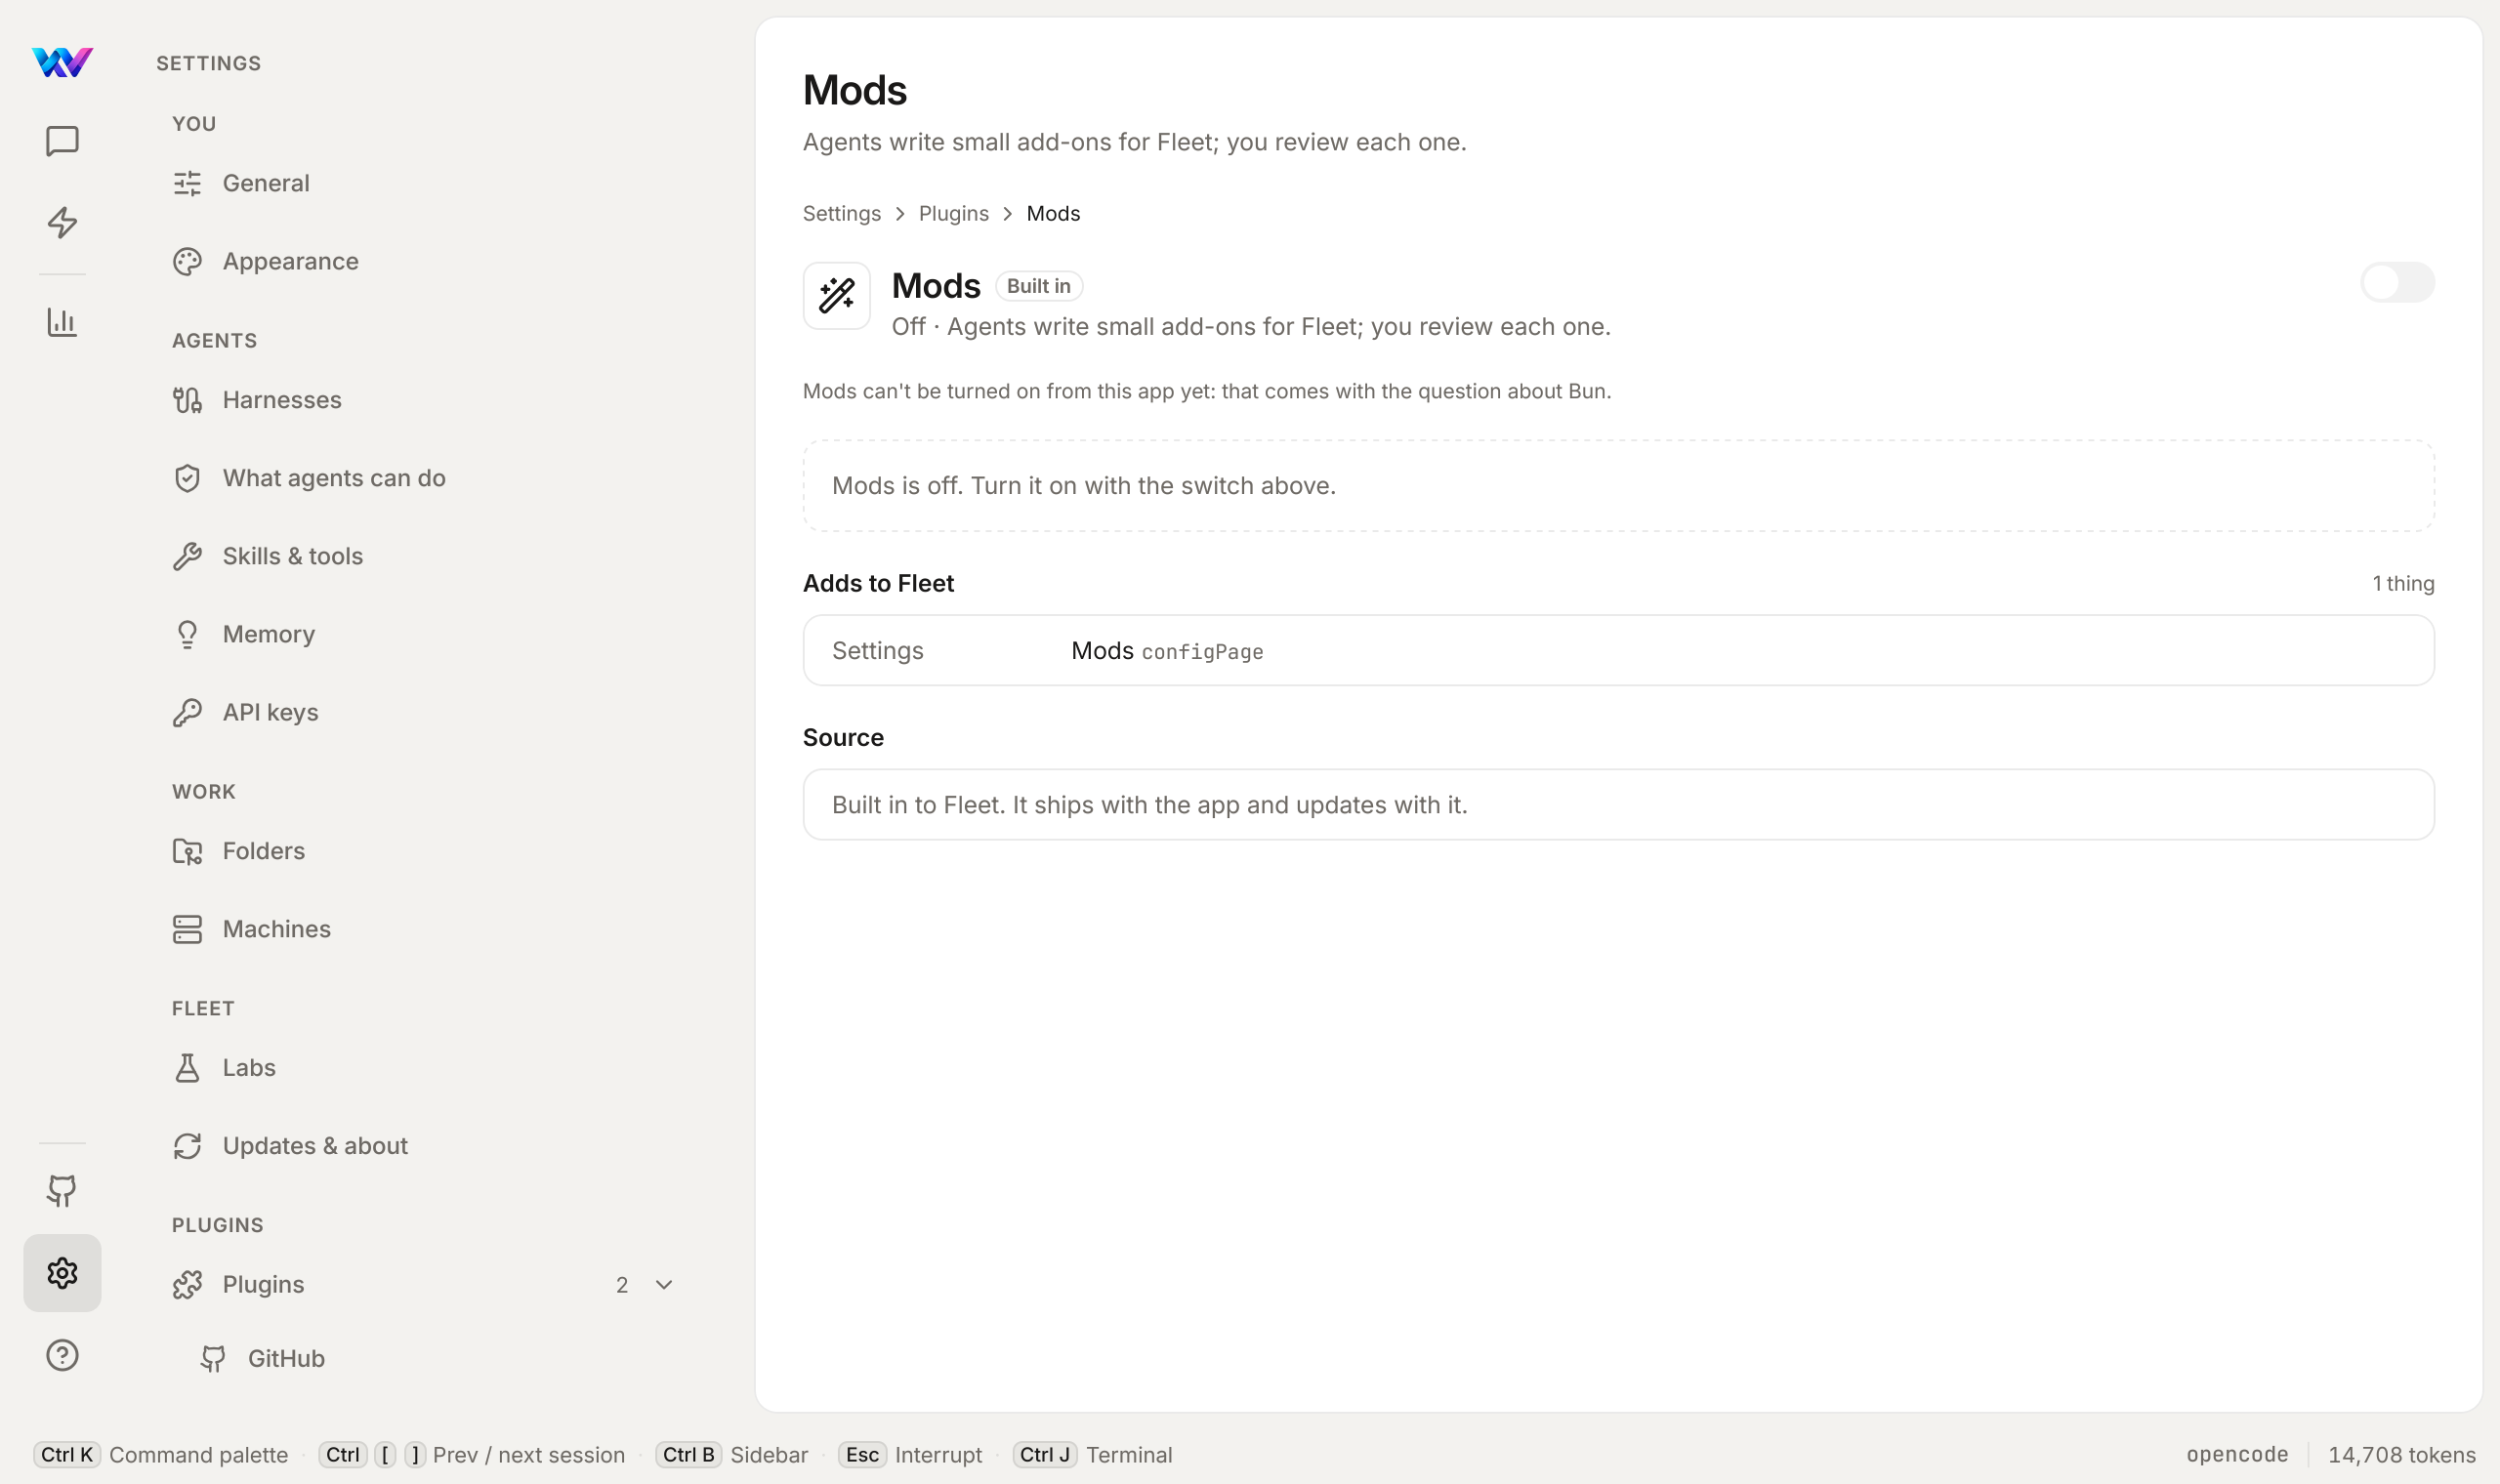 SETTINGS
YOU
General
Appearance
AGENTS
Harnesses
What agents can do
Skills & tools
Memory
API keys
WORK
Folders
Machines
FLEET
Labs
Updates & about
PLUGINS
Plugins 2
GitHub
Mods
Agents write small add-ons for Fleet; you review each one.
Settings > Plugins > Mods
Mods Built in
Off · Agents write small add-ons for Fleet; you review each one.
Mods can't be turned on from this app yet: that comes with the question about Bun.
Mods is off. Turn it on with the switch above.
Adds to Fleet 1 thing
Settings Mods configPage
Source
Built in to Fleet. It ships with the app and updates with it.
Ctrl K Command palette · Ctrl [ ] Prev / next session · Ctrl B Sidebar · Esc Interrupt · Ctrl J Terminal opencode 14,708 tokens